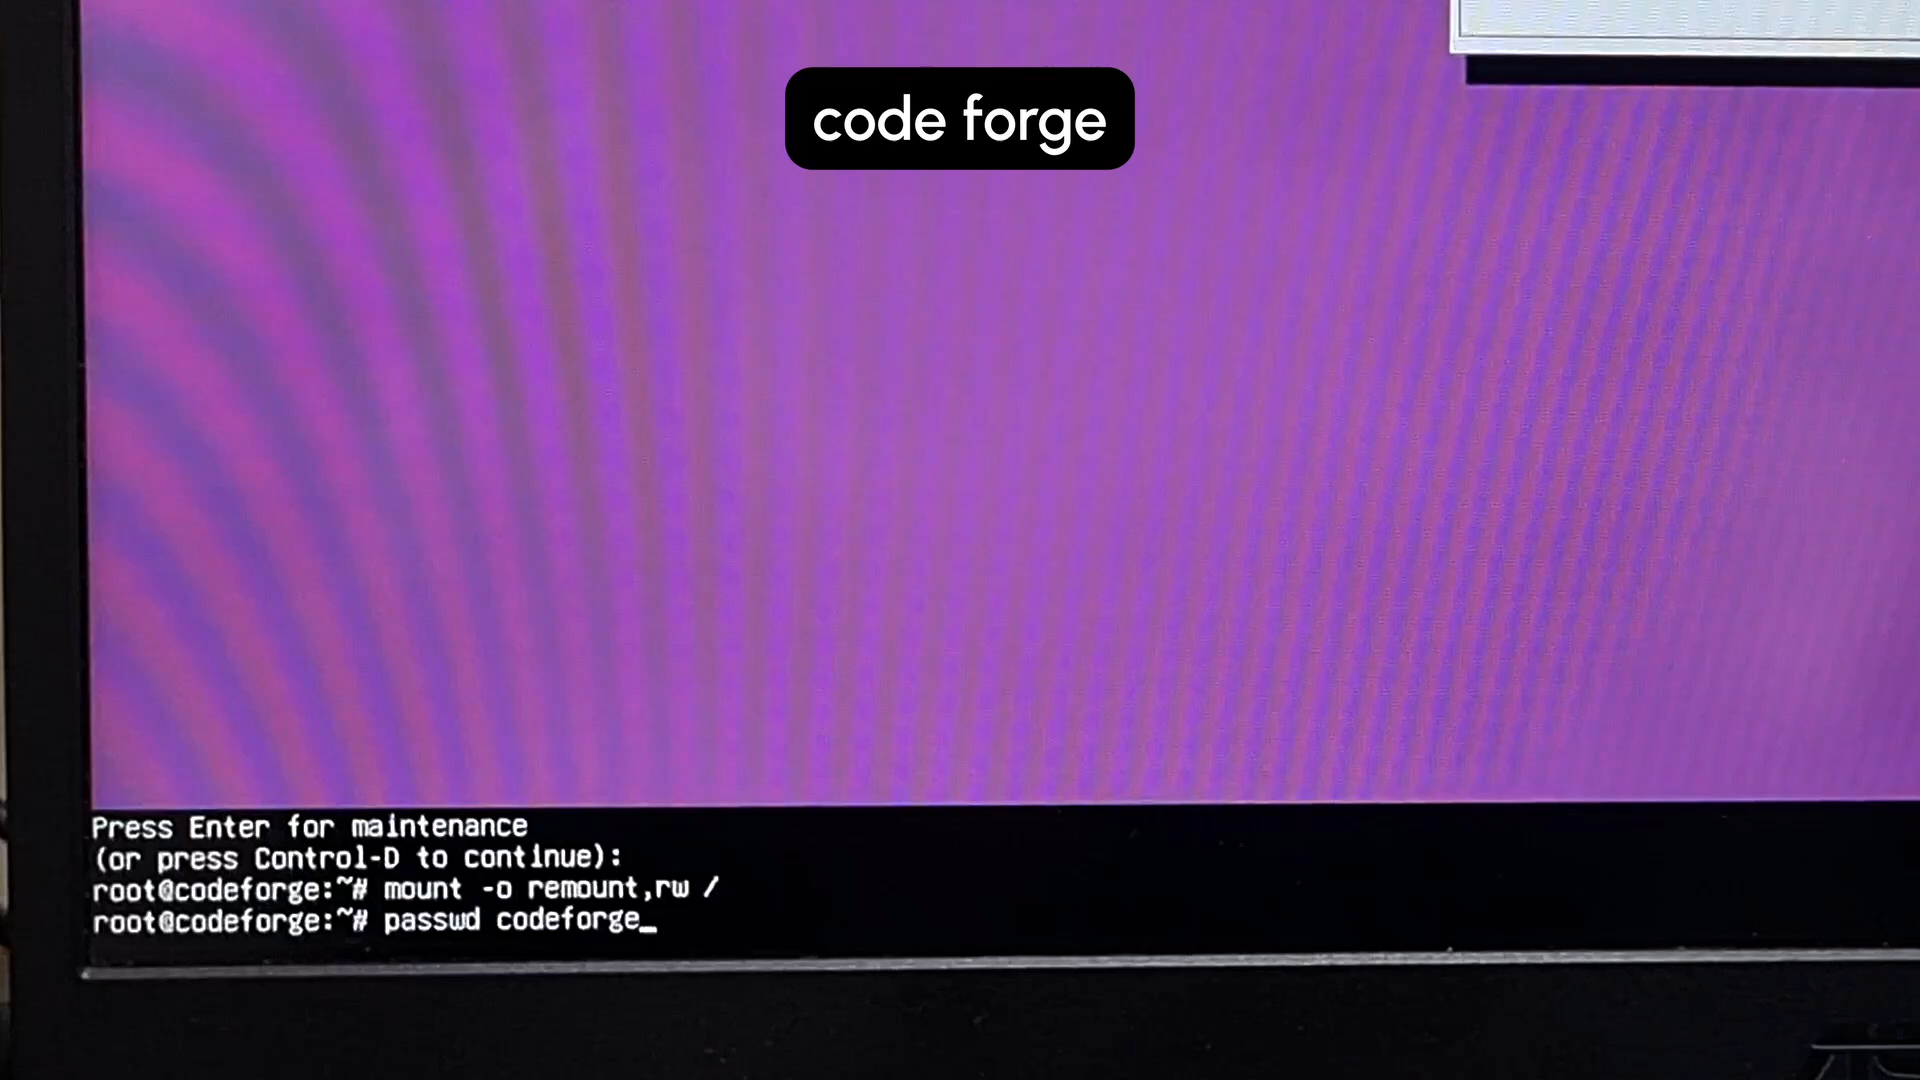 code forge
Press Enter for maintenance
(or press Control-D to continue):
root@codeforge:~# mount -o remount,rw /
root@codeforge:~# passwd codeforge_